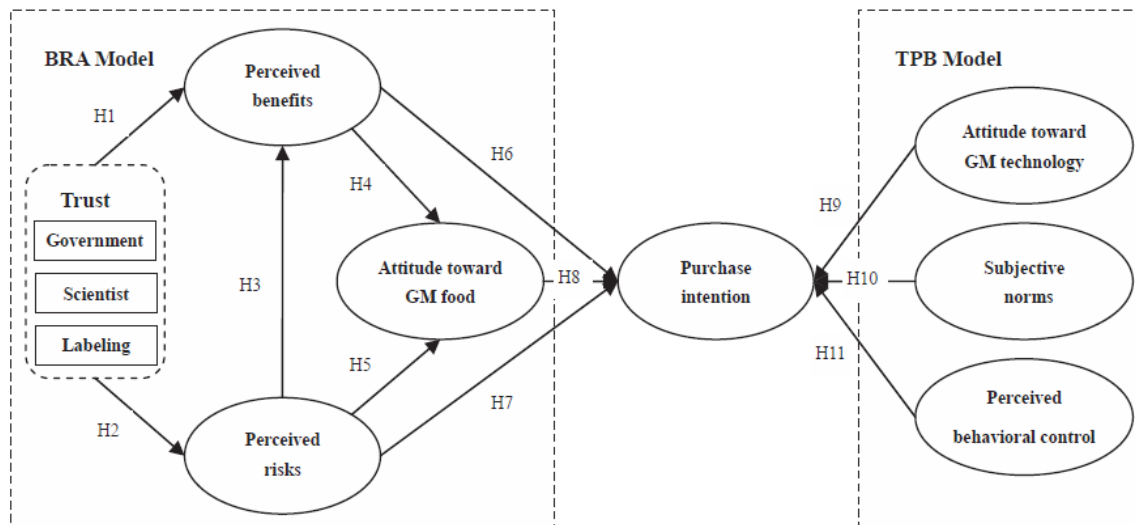 BRA Model
Perceived
benefits
H1
Trust
Government
Scientist
Labeling
H2
H3
H4
H5
Attitude toward
GM food
Perceived
risks
H6
H8
H7
Purchase
intention
TPB Model
Attitude toward
GM technology
H9
H10
Subjective
norms
H11
Perceived
behavioral control